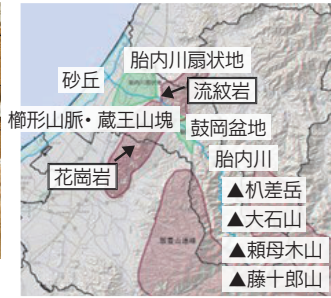 胎内川扇状地
砂丘
流紋岩
櫛形山脈・蔵王山塊
鼓岡盆地
胎内川
花崗岩
▲杁差岳
▲大石山
▲頼母木山
▲藤十郎山